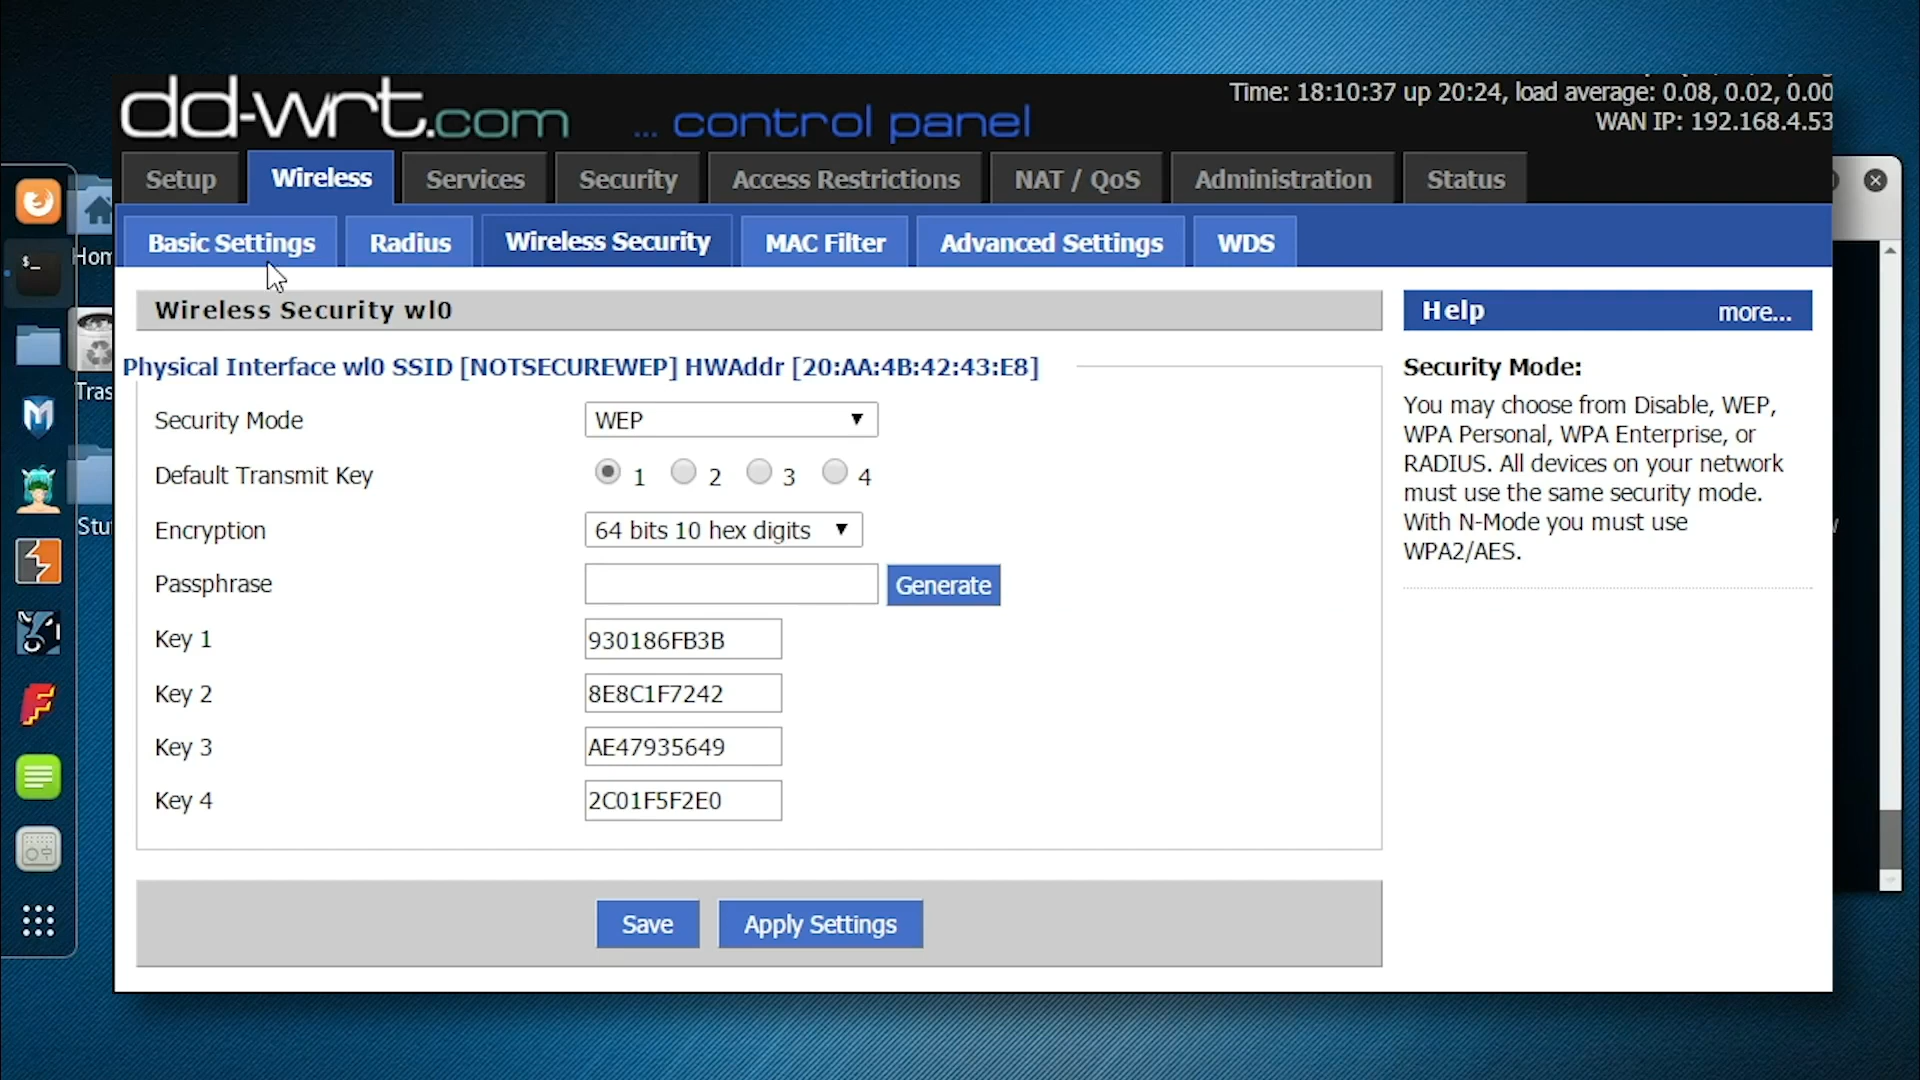 dd-wrt.com ... control panel
Time: 18:10:37 up 20:24, load average: 0.08, 0.02, 0.00
WAN IP: 192.168.4.53
Setup Wireless Services Security Access Restrictions NAT / QoS Administration Status
Basic Settings Radius Wireless Security MAC Filter Advanced Settings WDS
Hom
Tras
Stu
Wireless Security wl0
Physical Interface wl0 SSID [NOTSECUREWEP] HWAddr [20:AA:4B:42:43:E8]
Security Mode WEP
Default Transmit Key 1 2 3 4
Encryption 64 bits 10 hex digits
Passphrase Generate
Key 1 930186FB3B
Key 2 8E8C1F7242
Key 3 AE47935649
Key 4 2C01F5F2E0
Save Apply Settings
Help more...
Security Mode:
You may choose from Disable, WEP,
WPA Personal, WPA Enterprise, or
RADIUS. All devices on your network
must use the same security mode.
With N-Mode you must use
WPA2/AES.